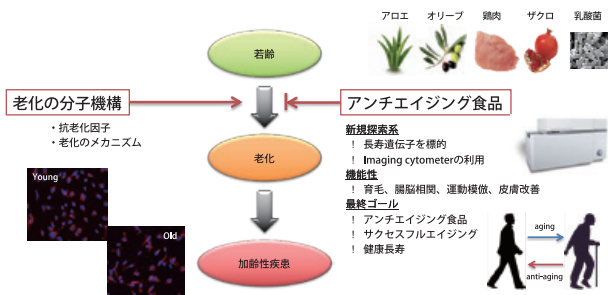 アロエ オリーブ 鶏肉 ザクロ 乳酸菌
若齢
老化の分子機構
アンチエイジング食品
・抗老化因子
・老化のメカニズム
新規探索系
! 長寿遺伝子を標的
! Imaging cytometerの利用
機能性
! 育毛、腸脳相関、運動模倣、皮膚改善
最終ゴール
! アンチエイジング食品
! サクセスフルエイジング
! 健康長寿
老化
Young
Old
加齢性疾患
aging
anti-aging